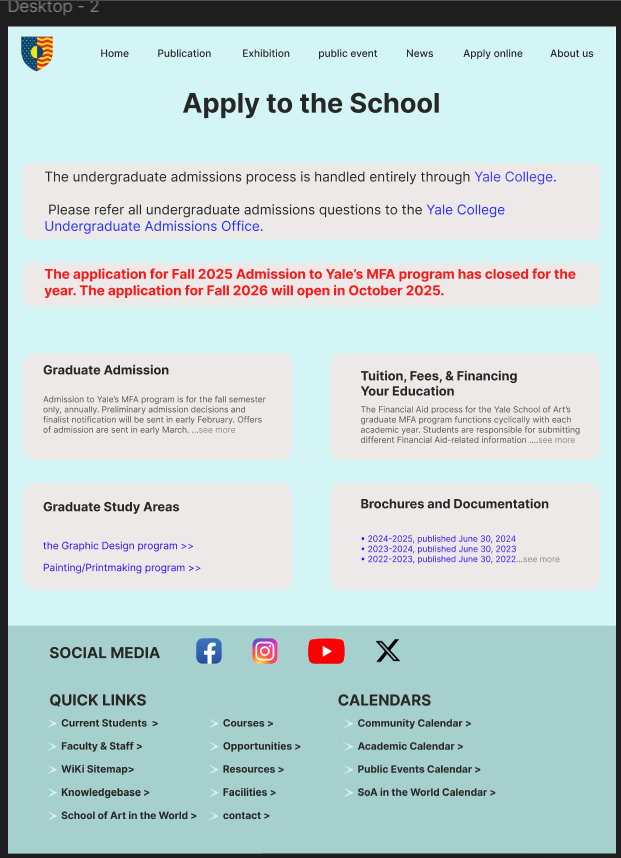 Desktop - 2
Home Publication Exhibition public event News Apply online About us
Apply to the School
The undergraduate admissions process is handled entirely through Yale College.
Please refer all undergraduate admissions questions to the Yale College
Undergraduate Admissions Office.
The application for Fall 2025 Admission to Yale's MFA program has closed for the
year. The application for Fall 2026 will open in October 2025.
Graduate Admission
Admission to Yale's MFA program is for the fall semester
only, annually. Preliminary admission decisions and
finalist notification will be sent in early February. Offers
of admission are sent in early March. ...see more
Tuition, Fees, & Financing
Your Education
The Financial Aid process for the Yale School of Art's
graduate MFA program functions cyclically with each
academic year. Students are responsible for submitting
different Financial Aid-related information ....see more
Graduate Study Areas
the Graphic Design program >>
Painting/Printmaking program >>
Brochures and Documentation
• 2024-2025, published June 30, 2024
• 2023-2024, published June 30, 2023
• 2022-2023, published June 30, 2022...see more
SOCIAL MEDIA
QUICK LINKS
Current Students >
Faculty & Staff >
WiKi Sitemap>
Knowledgebase >
School of Art in the World >
Courses >
Opportunities >
Resources >
Facilities >
contact >
CALENDARS
Community Calendar >
Academic Calendar >
Public Events Calendar >
SoA in the World Calendar >